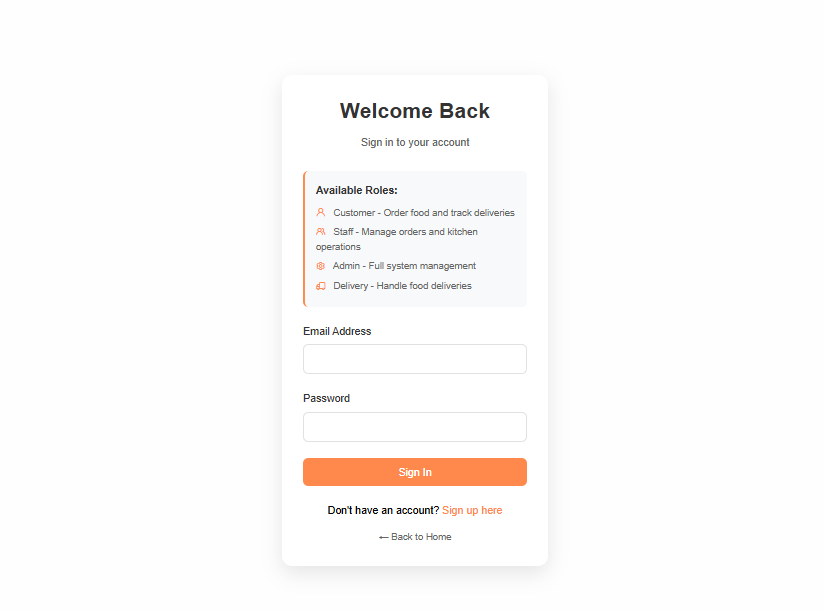 Welcome Back
Sign in to your account
Available Roles:
Customer - Order food and track deliveries
Staff - Manage orders and kitchen
operations
Admin - Full system management
Delivery - Handle food deliveries
Email Address
Password
Sign In
Don't have an account? Sign up here
← Back to Home